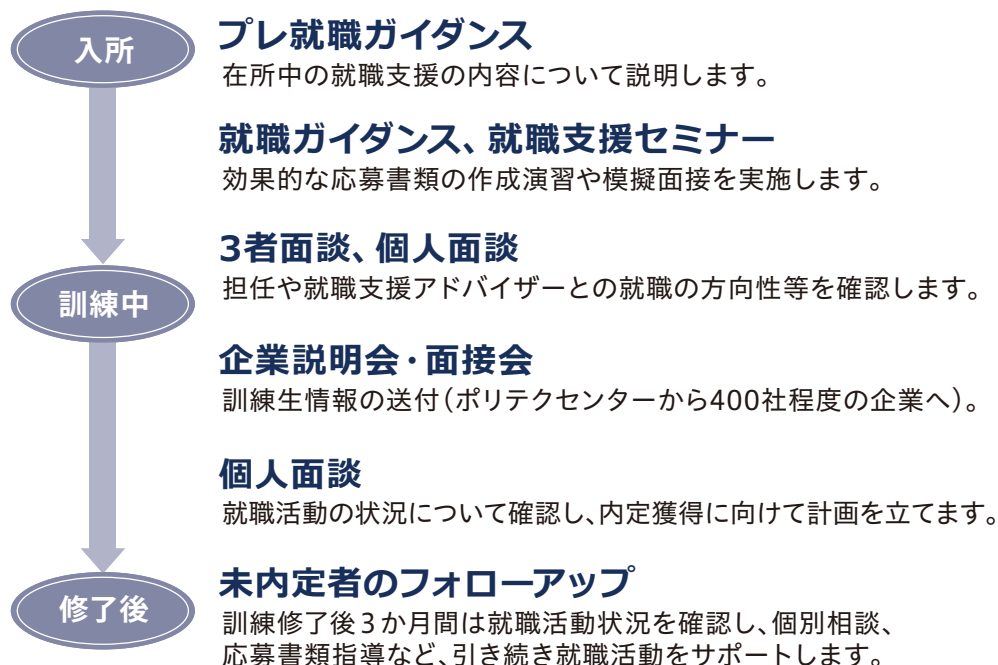 入所
プレ就職ガイダンス
在所中の就職支援の内容について説明します。
就職ガイダンス、就職支援セミナー
効果的な応募書類の作成演習や模擬面接を実施します。
3者面談、個人面談
担任や就職支援アドバイザーとの就職の方向性等を確認します。
訓練中
企業説明会・面接会
訓練生情報の送付（ポリテクセンターから400社程度の企業へ）。
個人面談
就職活動の状況について確認し、内定獲得に向けて計画を立てます。
修了後
未内定者のフォローアップ
訓練修了後３か月間は就職活動状況を確認し、個別相談、
応募書類指導など、引き続き就職活動をサポートします。